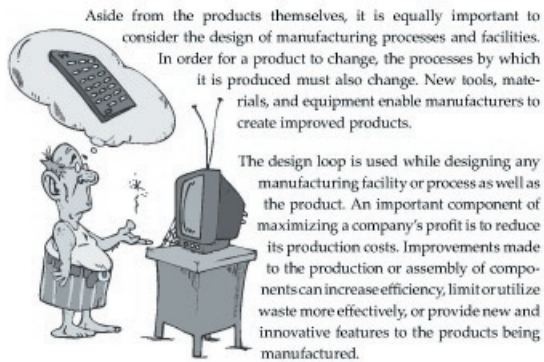 Aside from the products themselves, it is equally important to
consider the design of manufacturing processes and facilities.
In order for a product to change, the processes by which
it is produced must also change. New tools, mate-
rials, and equipment enable manufacturers to
create improved products.
The design loop is used while designing any
manufacturing facility or process as well as
the product. An important component of
maximizing a company's profit is to reduce
its production costs. Improvements made
to the production or assembly of compo-
nents can increase efficiency, limit or utilize
waste more effectively, or provide new and
innovative features to the products being
manufactured.